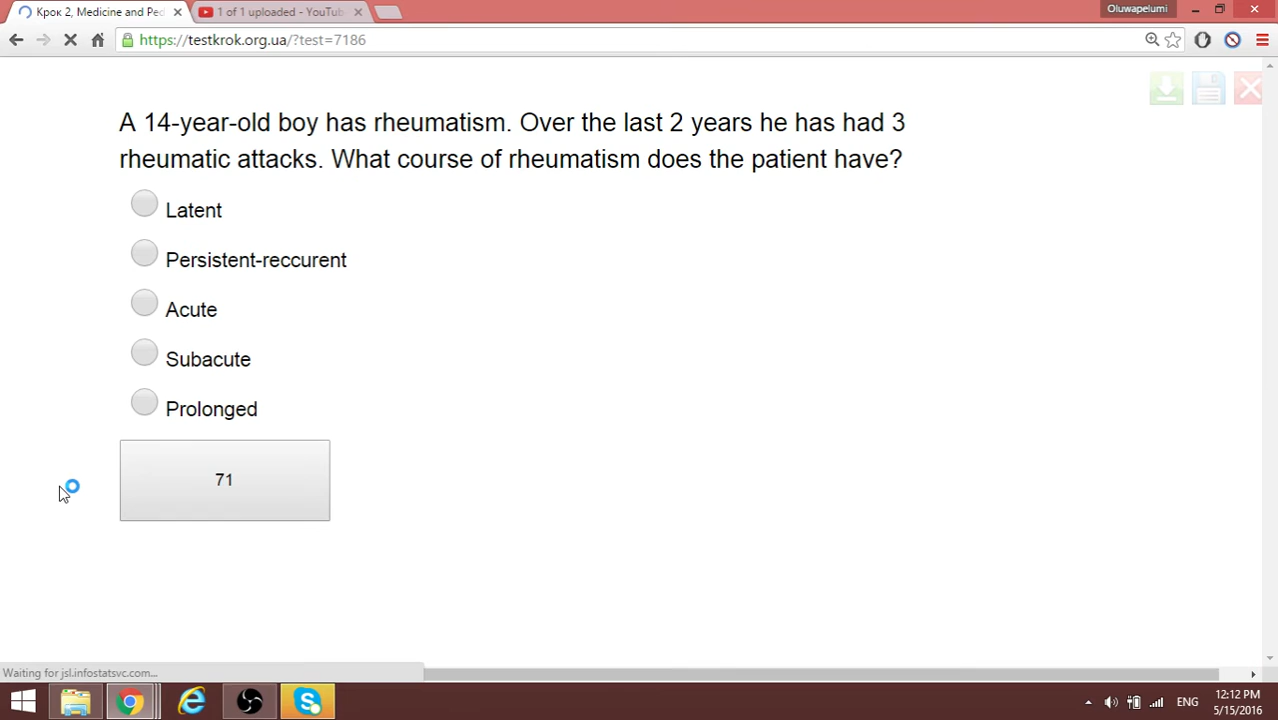 Крок 2, Medicine and Pe
1 of 1 uploaded - YouTub
Oluwapelumi
https://testkrok.org.ua/?test=7186
A 14-year-old boy has rheumatism. Over the last 2 years he has had 3
rheumatic attacks. What course of rheumatism does the patient have?
Latent
Persistent-reccurent
Acute
Subacute
Prolonged
71
Waiting for jsl.infostatsvc.com...
ENG
12:12 PM
5/15/2016